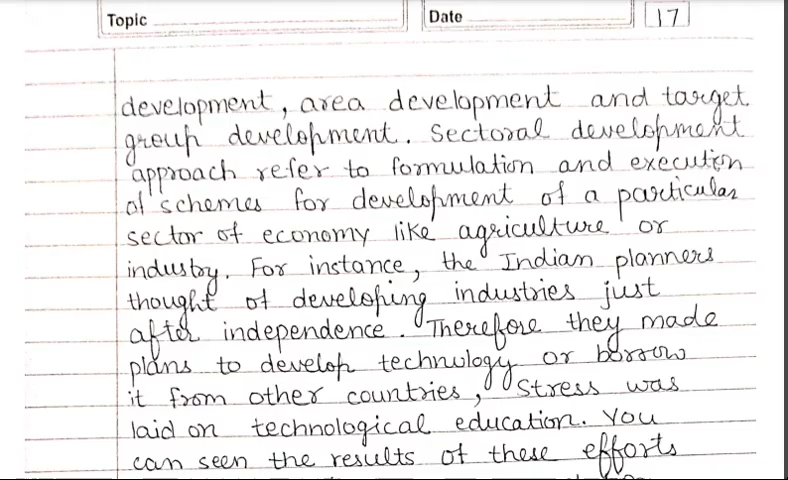 Topic
Date
17
development, area development and target
group development. Sectoral development
approach refer to formulation and execution
of schemes for development of a particular
sector of economy like agriculture or
industry. For instance, the Indian planners
thought of developing industries just
after independence. Therefore they made
plans to develop technology or borrow
it from other countries, Stress was
laid on technological education. You
can seen the results of these efforts